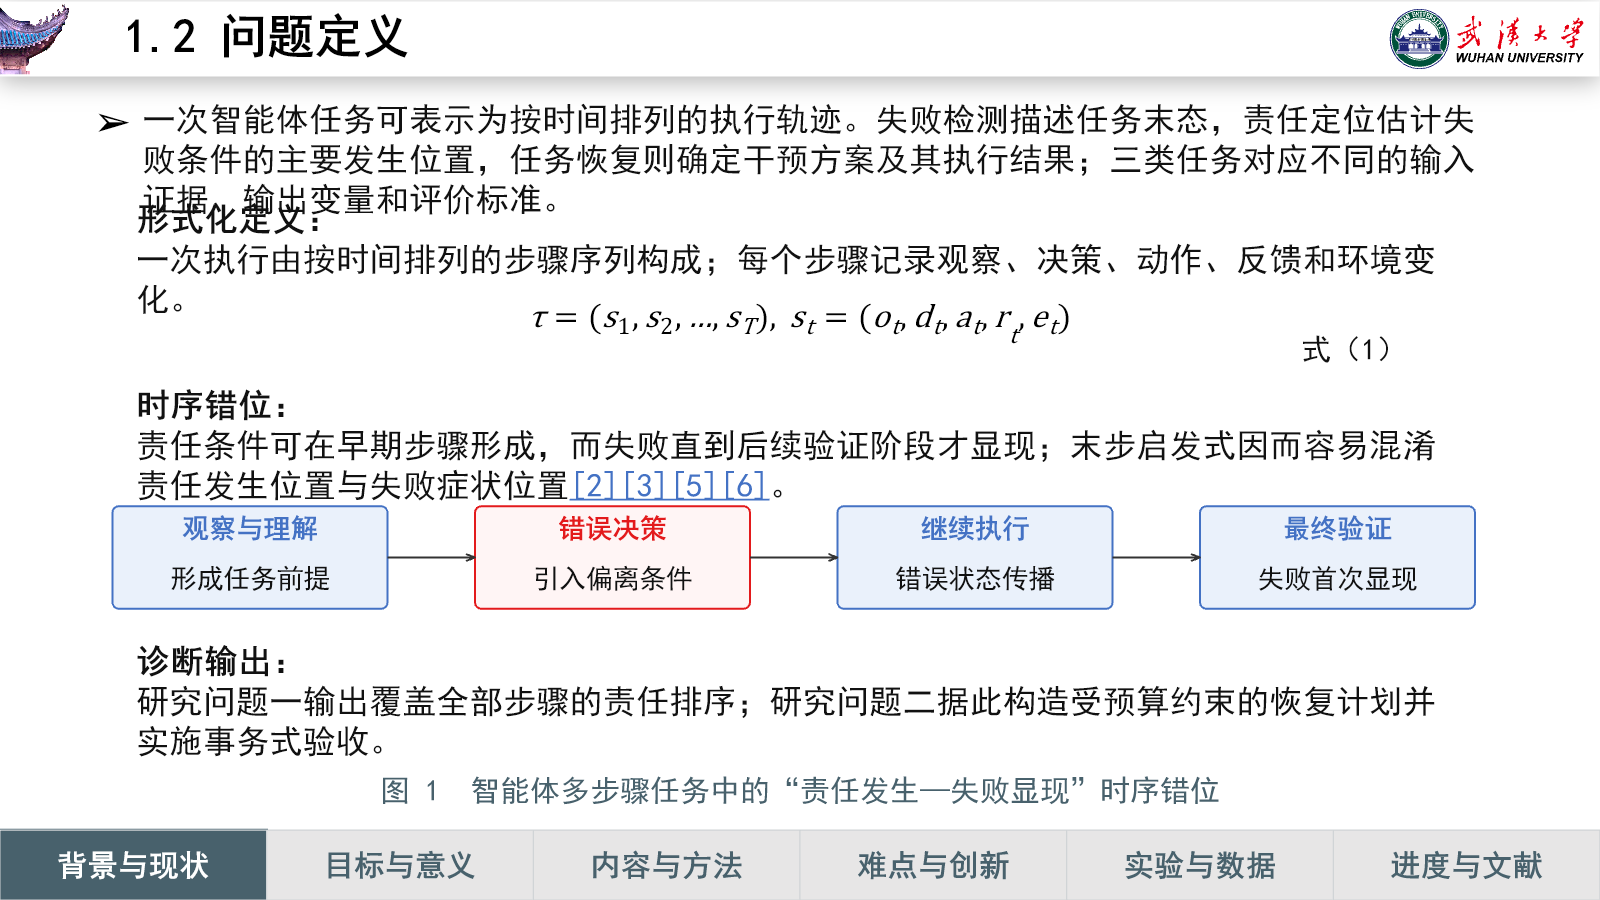 1.2 问题定义
武汉大学
WUHAN UNIVERSITY
➢ 一次智能体任务可表示为按时间排列的执行轨迹。失败检测描述任务末态，责任定位估计失
败条件的主要发生位置，任务恢复则确定干预方案及其执行结果；三类任务对应不同的输入
证据、输出变量和评价标准。
形式化定义：
一次执行由按时间排列的步骤序列构成；每个步骤记录观察、决策、动作、反馈和环境变
化。
τ = (s₁, s₂, …, s_T), s_t = (o_t, d_t, a_t, r_t, e_t)
式（1）
时序错位：
责任条件可在早期步骤形成，而失败直到后续验证阶段才显现；末步启发式因而容易混淆
责任发生位置与失败症状位置[2][3][5][6]。
观察与理解
形成任务前提
错误决策
引入偏离条件
继续执行
错误状态传播
最终验证
失败首次显现
诊断输出：
研究问题一输出覆盖全部步骤的责任排序；研究问题二据此构造受预算约束的恢复计划并
实施事务式验收。
图 1 智能体多步骤任务中的“责任发生—失败显现”时序错位
背景与现状
目标与意义
内容与方法
难点与创新
实验与数据
进度与文献